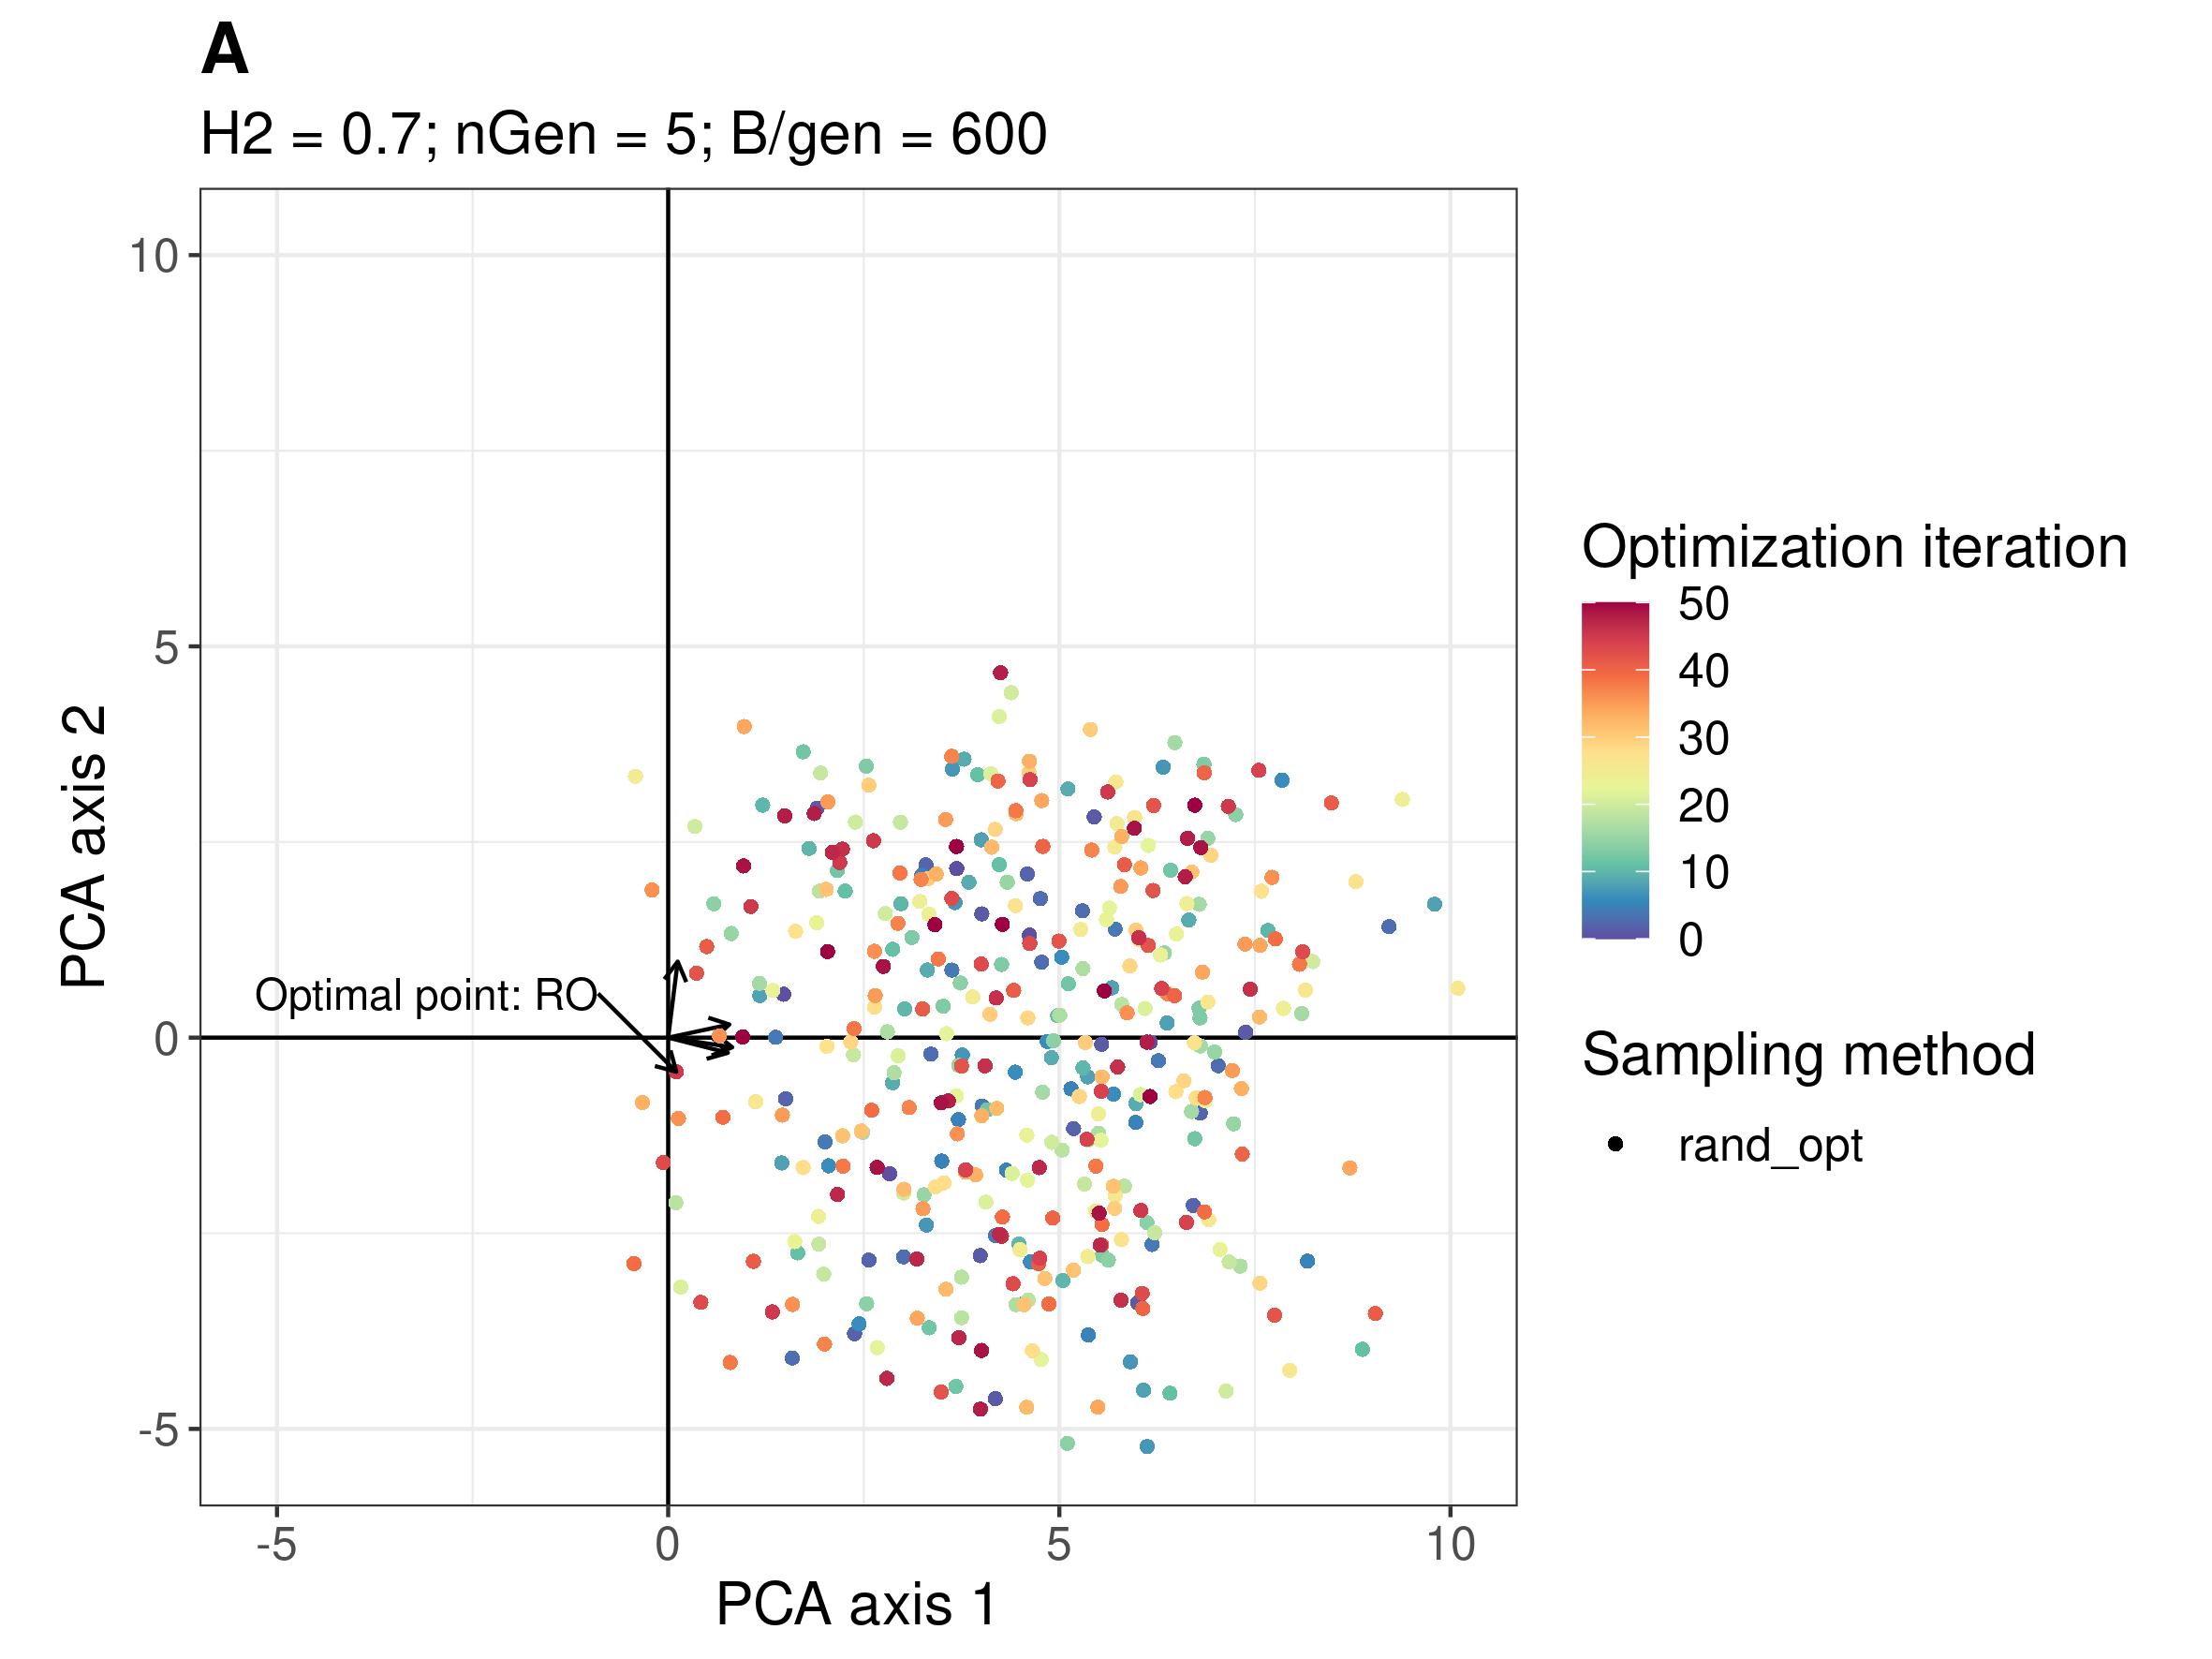 A
H2 = 0.7; nGen = 5; B/gen = 600
10
5
0
-5
PCA axis 2
Optimal point: RO
-5
0
5
10
PCA axis 1
Optimization iteration
50
40
30
20
10
0
Sampling method
rand_opt